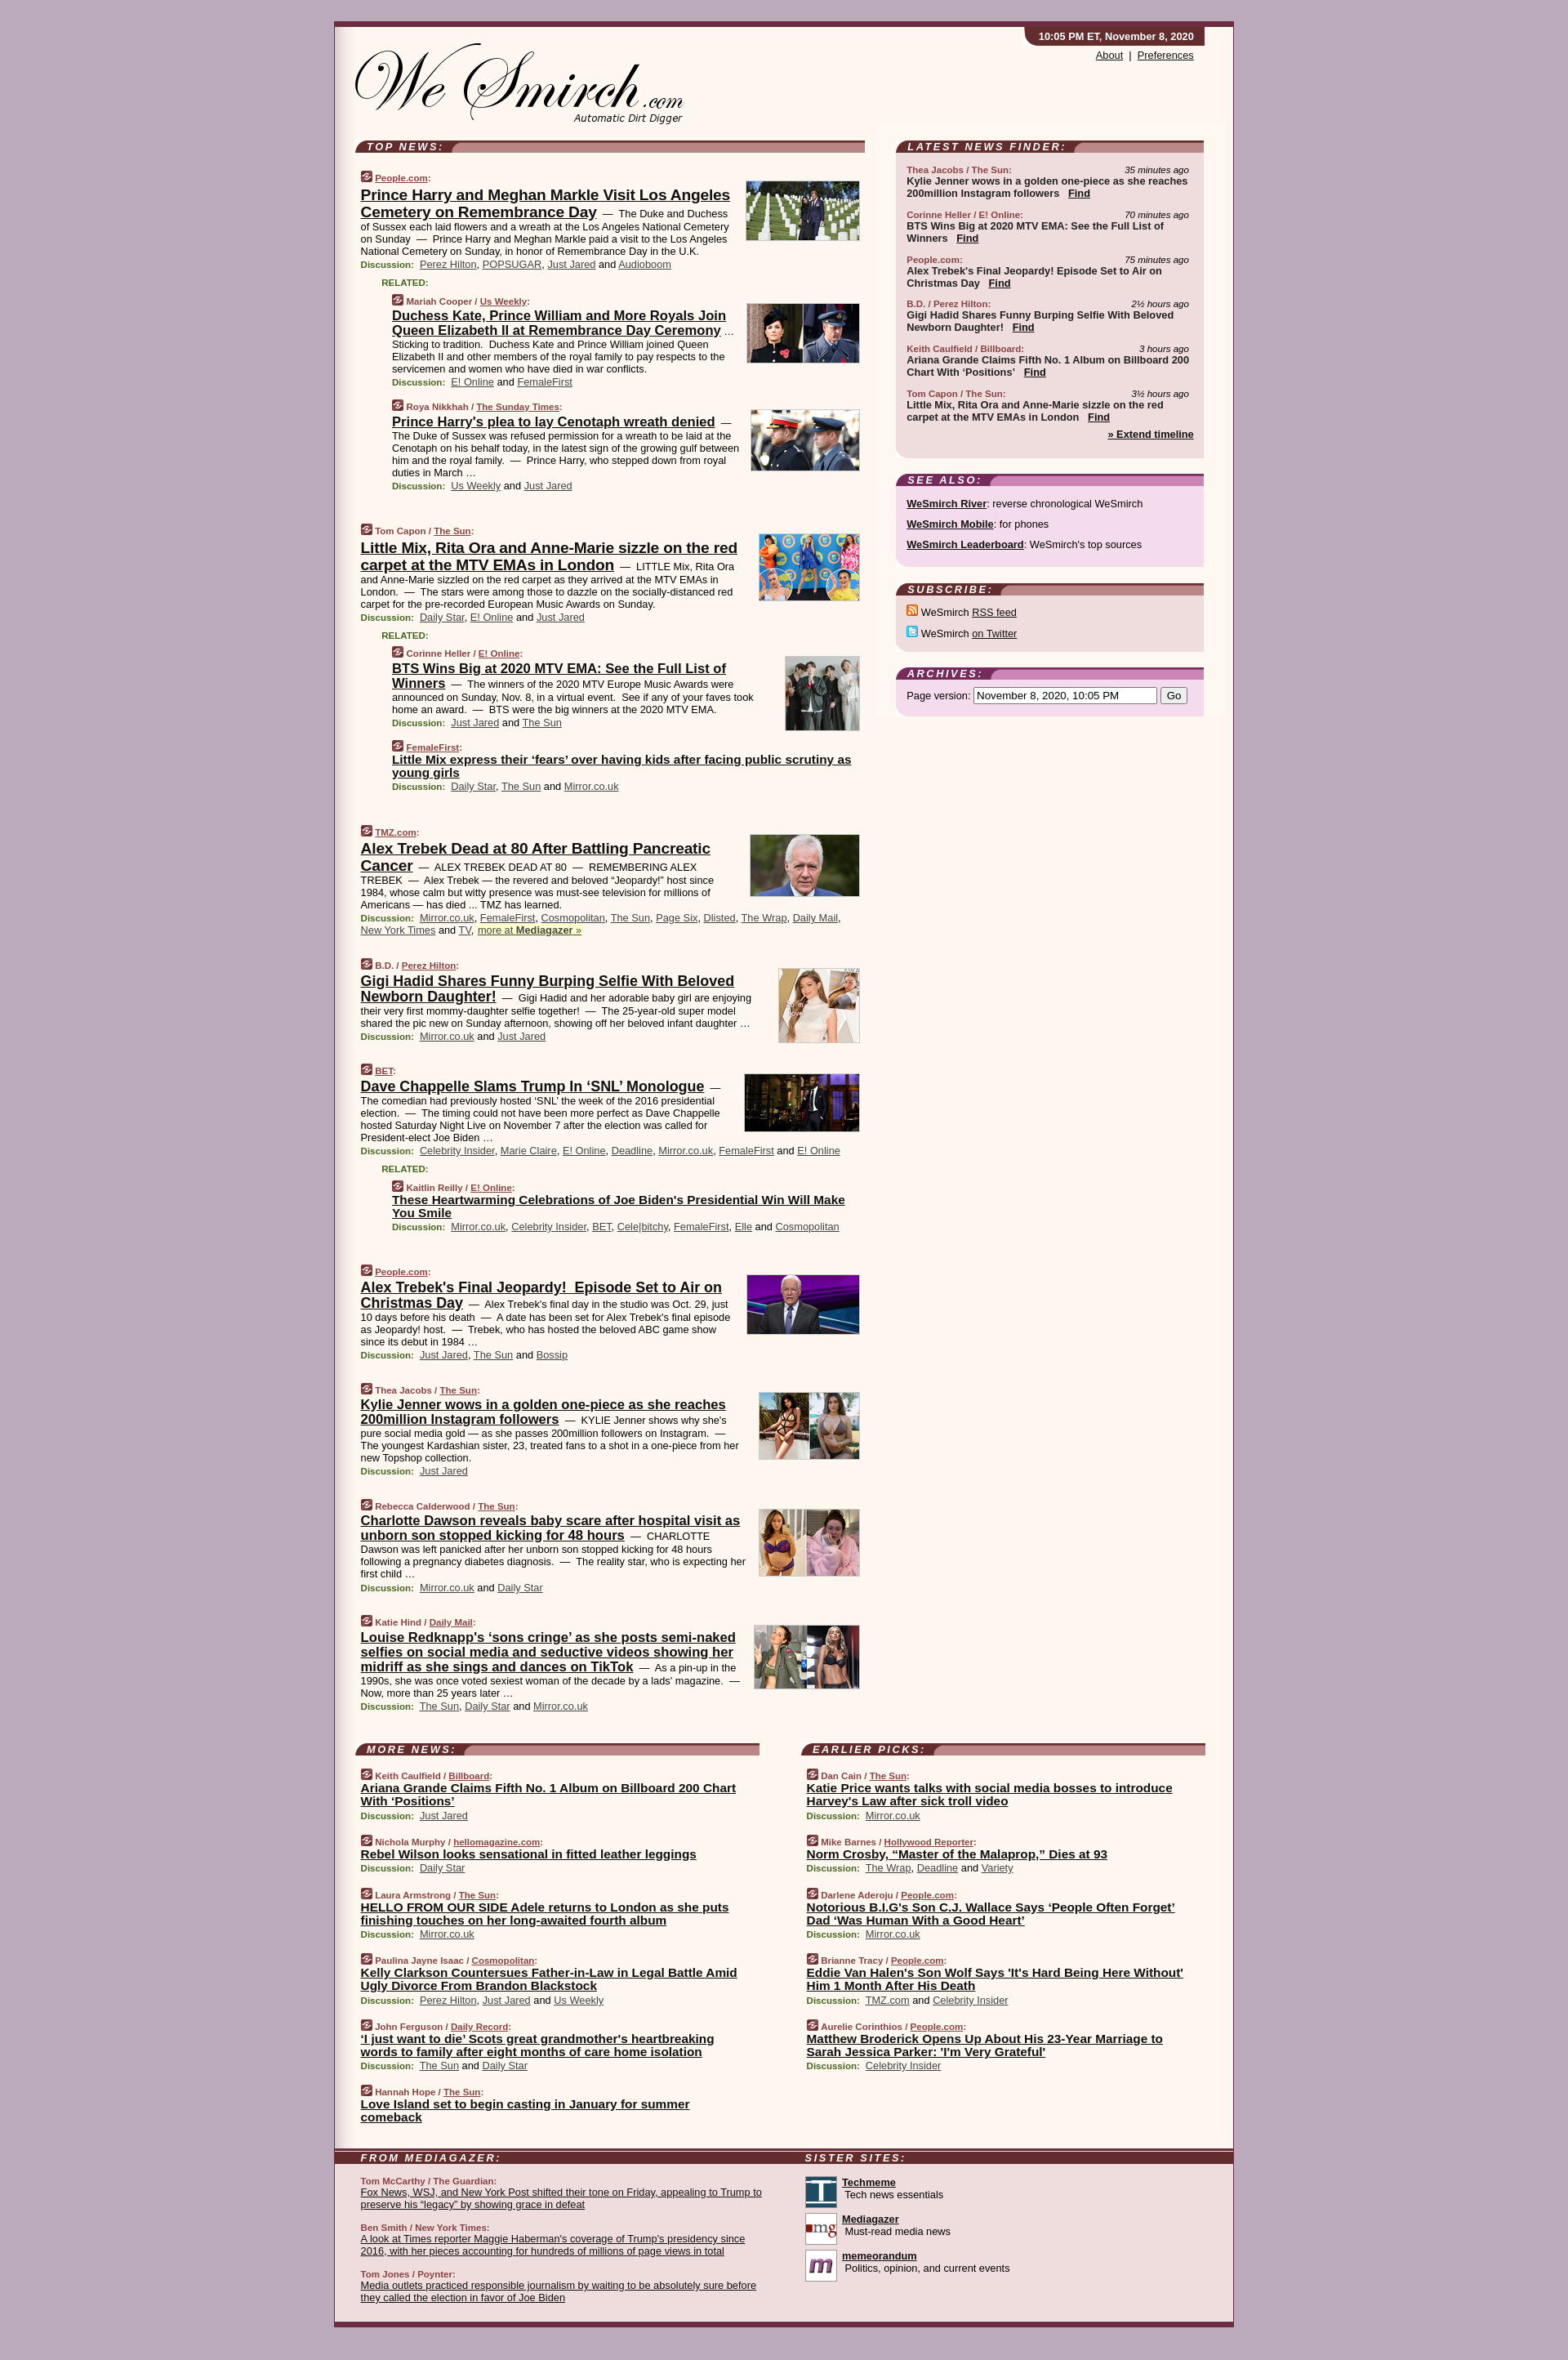 10:05 PM ET, November 8, 2020
About | Preferences
We Smirch.com
Automatic Dirt Digger
TOP NEWS:
People.com:
Prince Harry and Meghan Markle Visit Los Angeles
Cemetery on Remembrance Day — The Duke and Duchess
of Sussex each laid flowers and a wreath at the Los Angeles National Cemetery
on Sunday — Prince Harry and Meghan Markle paid a visit to the Los Angeles
National Cemetery on Sunday, in honor of Remembrance Day in the U.K.
Discussion: Perez Hilton, POPSUGAR, Just Jared and Audioboom
RELATED:
Mariah Cooper / Us Weekly:
Duchess Kate, Prince William and More Royals Join
Queen Elizabeth II at Remembrance Day Ceremony …
Sticking to tradition. Duchess Kate and Prince William joined Queen
Elizabeth II and other members of the royal family to pay respects to the
servicemen and women who have died in war conflicts.
Discussion: E! Online and FemaleFirst
Roya Nikkhah / The Sunday Times:
Prince Harry's plea to lay Cenotaph wreath denied —
The Duke of Sussex was refused permission for a wreath to be laid at the
Cenotaph on his behalf today, in the latest sign of the growing gulf between
him and the royal family. — Prince Harry, who stepped down from royal
duties in March …
Discussion: Us Weekly and Just Jared
Tom Capon / The Sun:
Little Mix, Rita Ora and Anne-Marie sizzle on the red
carpet at the MTV EMAs in London — LITTLE Mix, Rita Ora
and Anne-Marie sizzled on the red carpet as they arrived at the MTV EMAs in
London. — The stars were among those to dazzle on the socially-distanced red
carpet for the pre-recorded European Music Awards on Sunday.
Discussion: Daily Star, E! Online and Just Jared
RELATED:
Corinne Heller / E! Online:
BTS Wins Big at 2020 MTV EMA: See the Full List of
Winners — The winners of the 2020 MTV Europe Music Awards were
announced on Sunday, Nov. 8, in a virtual event. See if any of your faves took
home an award. — BTS were the big winners at the 2020 MTV EMA.
Discussion: Just Jared and The Sun
FemaleFirst:
Little Mix express their ‘fears’ over having kids after facing public scrutiny as
young girls
Discussion: Daily Star, The Sun and Mirror.co.uk
TMZ.com:
Alex Trebek Dead at 80 After Battling Pancreatic
Cancer — ALEX TREBEK DEAD AT 80 — REMEMBERING ALEX
TREBEK — Alex Trebek — the revered and beloved “Jeopardy!” host since
1984, whose calm but witty presence was must-see television for millions of
Americans — has died ... TMZ has learned.
Discussion: Mirror.co.uk, FemaleFirst, Cosmopolitan, The Sun, Page Six, Dlisted, The Wrap, Daily Mail,
New York Times and TV, more at Mediagazer »
B.D. / Perez Hilton:
Gigi Hadid Shares Funny Burping Selfie With Beloved
Newborn Daughter! — Gigi Hadid and her adorable baby girl are enjoying
their very first mommy-daughter selfie together! — The 25-year-old super model
shared the pic new on Sunday afternoon, showing off her beloved infant daughter …
Discussion: Mirror.co.uk and Just Jared
BET:
Dave Chappelle Slams Trump In ‘SNL’ Monologue —
The comedian had previously hosted ‘SNL’ the week of the 2016 presidential
election. — The timing could not have been more perfect as Dave Chappelle
hosted Saturday Night Live on November 7 after the election was called for
President-elect Joe Biden …
Discussion: Celebrity Insider, Marie Claire, E! Online, Deadline, Mirror.co.uk, FemaleFirst and E! Online
RELATED:
Kaitlin Reilly / E! Online:
These Heartwarming Celebrations of Joe Biden's Presidential Win Will Make
You Smile
Discussion: Mirror.co.uk, Celebrity Insider, BET, Cele|bitchy, FemaleFirst, Elle and Cosmopolitan
People.com:
Alex Trebek's Final Jeopardy! Episode Set to Air on
Christmas Day — Alex Trebek's final day in the studio was Oct. 29, just
10 days before his death — A date has been set for Alex Trebek's final episode
as Jeopardy! host. — Trebek, who has hosted the beloved ABC game show
since its debut in 1984 …
Discussion: Just Jared, The Sun and Bossip
Thea Jacobs / The Sun:
Kylie Jenner wows in a golden one-piece as she reaches
200million Instagram followers — KYLIE Jenner shows why she's
pure social media gold — as she passes 200million followers on Instagram. —
The youngest Kardashian sister, 23, treated fans to a shot in a one-piece from her
new Topshop collection.
Discussion: Just Jared
Rebecca Calderwood / The Sun:
Charlotte Dawson reveals baby scare after hospital visit as
unborn son stopped kicking for 48 hours — CHARLOTTE
Dawson was left panicked after her unborn son stopped kicking for 48 hours
following a pregnancy diabetes diagnosis. — The reality star, who is expecting her
first child …
Discussion: Mirror.co.uk and Daily Star
Katie Hind / Daily Mail:
Louise Redknapp's ‘sons cringe’ as she posts semi-naked
selfies on social media and seductive videos showing her
midriff as she sings and dances on TikTok — As a pin-up in the
1990s, she was once voted sexiest woman of the decade by a lads' magazine. —
Now, more than 25 years later …
Discussion: The Sun, Daily Star and Mirror.co.uk
LATEST NEWS FINDER:
Thea Jacobs / The Sun: 35 minutes ago
Kylie Jenner wows in a golden one-piece as she reaches
200million Instagram followers Find
Corinne Heller / E! Online: 70 minutes ago
BTS Wins Big at 2020 MTV EMA: See the Full List of
Winners Find
People.com: 75 minutes ago
Alex Trebek's Final Jeopardy! Episode Set to Air on
Christmas Day Find
B.D. / Perez Hilton: 2½ hours ago
Gigi Hadid Shares Funny Burping Selfie With Beloved
Newborn Daughter! Find
Keith Caulfield / Billboard: 3 hours ago
Ariana Grande Claims Fifth No. 1 Album on Billboard 200
Chart With ‘Positions’ Find
Tom Capon / The Sun: 3½ hours ago
Little Mix, Rita Ora and Anne-Marie sizzle on the red
carpet at the MTV EMAs in London Find
» Extend timeline
SEE ALSO:
WeSmirch River: reverse chronological WeSmirch
WeSmirch Mobile: for phones
WeSmirch Leaderboard: WeSmirch's top sources
SUBSCRIBE:
WeSmirch RSS feed
WeSmirch on Twitter
ARCHIVES:
Page version: November 8, 2020, 10:05 PM Go
MORE NEWS:
Keith Caulfield / Billboard:
Ariana Grande Claims Fifth No. 1 Album on Billboard 200 Chart
With ‘Positions’
Discussion: Just Jared
Nichola Murphy / hellomagazine.com:
Rebel Wilson looks sensational in fitted leather leggings
Discussion: Daily Star
Laura Armstrong / The Sun:
HELLO FROM OUR SIDE Adele returns to London as she puts
finishing touches on her long-awaited fourth album
Discussion: Mirror.co.uk
Paulina Jayne Isaac / Cosmopolitan:
Kelly Clarkson Countersues Father-in-Law in Legal Battle Amid
Ugly Divorce From Brandon Blackstock
Discussion: Perez Hilton, Just Jared and Us Weekly
John Ferguson / Daily Record:
‘I just want to die’ Scots great grandmother's heartbreaking
words to family after eight months of care home isolation
Discussion: The Sun and Daily Star
Hannah Hope / The Sun:
Love Island set to begin casting in January for summer
comeback
EARLIER PICKS:
Dan Cain / The Sun:
Katie Price wants talks with social media bosses to introduce
Harvey's Law after sick troll video
Discussion: Mirror.co.uk
Mike Barnes / Hollywood Reporter:
Norm Crosby, “Master of the Malaprop,” Dies at 93
Discussion: The Wrap, Deadline and Variety
Darlene Aderoju / People.com:
Notorious B.I.G's Son C.J. Wallace Says ‘People Often Forget’
Dad ‘Was Human With a Good Heart’
Discussion: Mirror.co.uk
Brianne Tracy / People.com:
Eddie Van Halen's Son Wolf Says 'It's Hard Being Here Without'
Him 1 Month After His Death
Discussion: TMZ.com and Celebrity Insider
Aurelie Corinthios / People.com:
Matthew Broderick Opens Up About His 23-Year Marriage to
Sarah Jessica Parker: 'I'm Very Grateful'
Discussion: Celebrity Insider
FROM MEDIAGAZER:
Tom McCarthy / The Guardian:
Fox News, WSJ, and New York Post shifted their tone on Friday, appealing to Trump to
preserve his “legacy” by showing grace in defeat
Ben Smith / New York Times:
A look at Times reporter Maggie Haberman's coverage of Trump's presidency since
2016, with her pieces accounting for hundreds of millions of page views in total
Tom Jones / Poynter:
Media outlets practiced responsible journalism by waiting to be absolutely sure before
they called the election in favor of Joe Biden
SISTER SITES:
T
Techmeme
Tech news essentials
mg
Mediagazer
Must-read media news
m
memeorandum
Politics, opinion, and current events